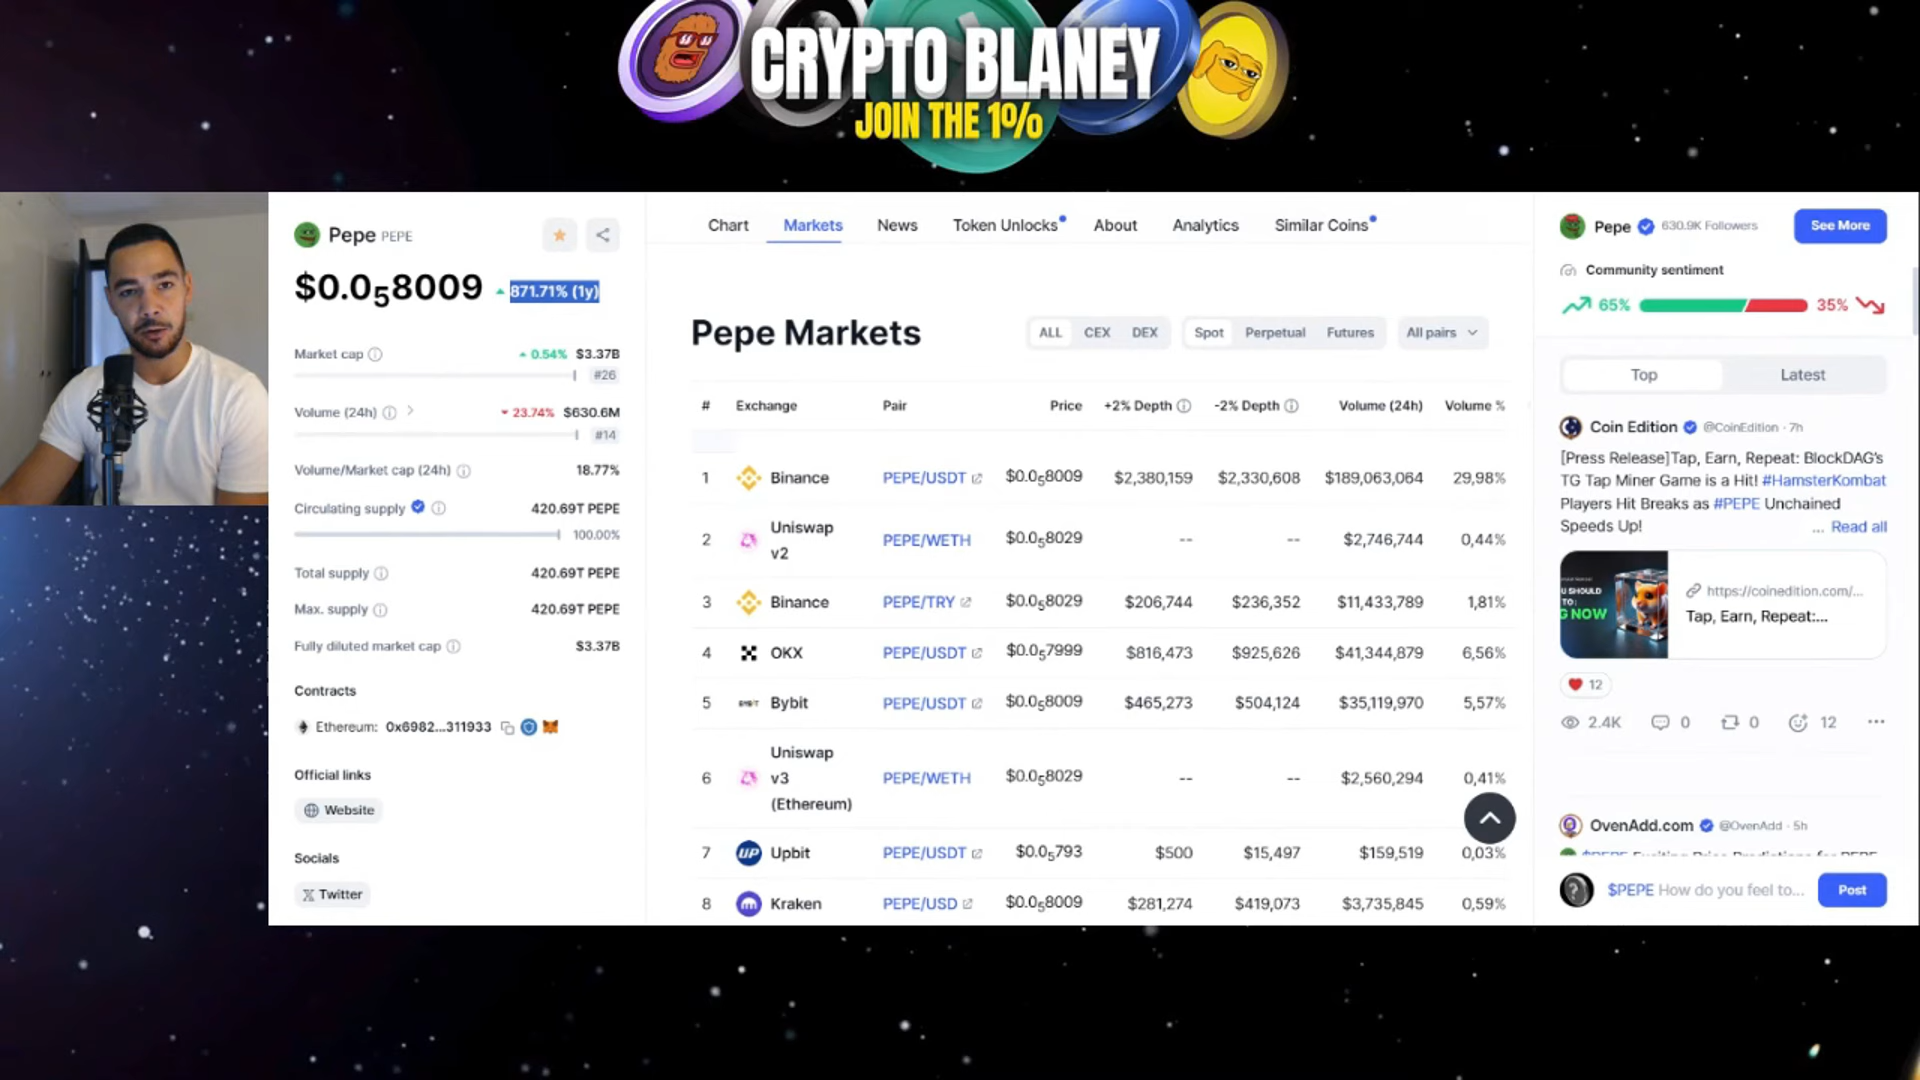 CRYPTO BLANEY
JOIN THE 1%
Pepe PEPE
$0.0₅8009 871.71% (1y)
Market cap 0.54% $3.37B
#26
Volume (24h) 23.74% $630.6M
#14
Volume/Market cap (24h) 18.77%
Circulating supply 420.69T PEPE
100.00%
Total supply 420.69T PEPE
Max. supply 420.69T PEPE
Fully diluted market cap $3.37B
Contracts
Ethereum: 0x6982...311933
Official links
Website
Socials
Twitter
Chart Markets News Token Unlocks About Analytics Similar Coins
Pepe Markets ALL CEX DEX Spot Perpetual Futures All pairs
# Exchange Pair Price +2% Depth -2% Depth Volume (24h) Volume %
1 Binance PEPE/USDT $0.0₅8009 $2,380,159 $2,330,608 $189,063,064 29,98%
2 Uniswap v2 PEPE/WETH $0.0₅8029 -- -- $2,746,744 0,44%
3 Binance PEPE/TRY $0.0₅8029 $206,744 $236,352 $11,433,789 1,81%
4 OKX PEPE/USDT $0.0₅7999 $816,473 $925,626 $41,344,879 6,56%
5 BYBIT Bybit PEPE/USDT $0.0₅8009 $465,273 $504,124 $35,119,970 5,57%
6 Uniswap v3 (Ethereum) PEPE/WETH $0.0₅8029 -- -- $2,560,294 0,41%
7 UP Upbit PEPE/USDT $0.0₅793 $500 $15,497 $159,519 0,03%
8 Kraken PEPE/USD $0.0₅8009 $281,274 $419,073 $3,735,845 0,59%
Pepe 630.9K Followers See More
Community sentiment
65% 35%
Top Latest
Coin Edition @CoinEdition · 7h
[Press Release]Tap, Earn, Repeat: BlockDAG's
TG Tap Miner Game is a Hit! #HamsterKombat
Players Hit Breaks as #PEPE Unchained
Speeds Up! ... Read all
U SHOULD
TO:
G NOW
https://coinedition.com/...
Tap, Earn, Repeat:...
12
2.4K 0 0 12 ...
OvenAdd.com @OvenAdd · 5h
$PEPE Exciting Price Predictions for PEPE
$PEPE How do you feel to... Post